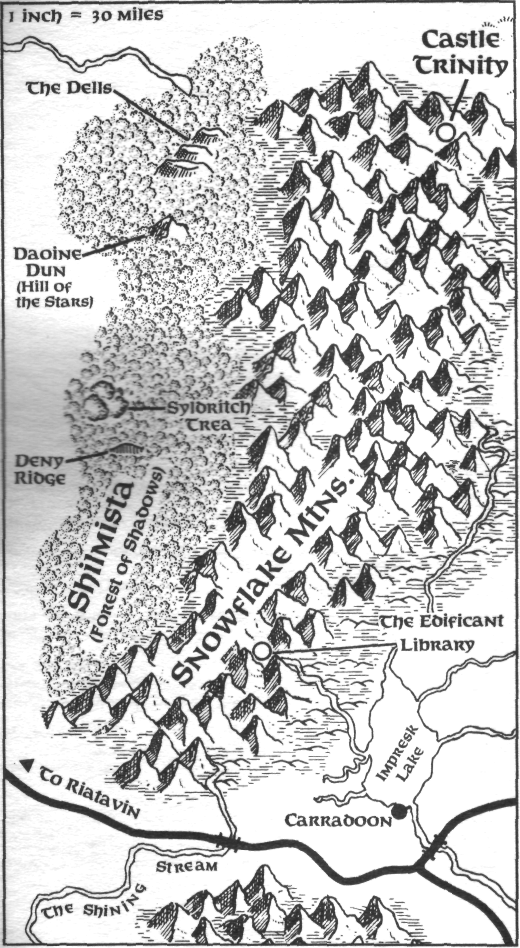 1 inch = 30 miles
Castle
Trinity
The Dells
Daoine
Dun
(Hill of
the Stars)
Syldritch
Trea
Deny
Ridge
Shilmista
(Forest of Shadows)
Snowflake Mtns.
The Edificant
Library
Impresk
Lake
To Riatavin
Carradoon
The Shining
Stream